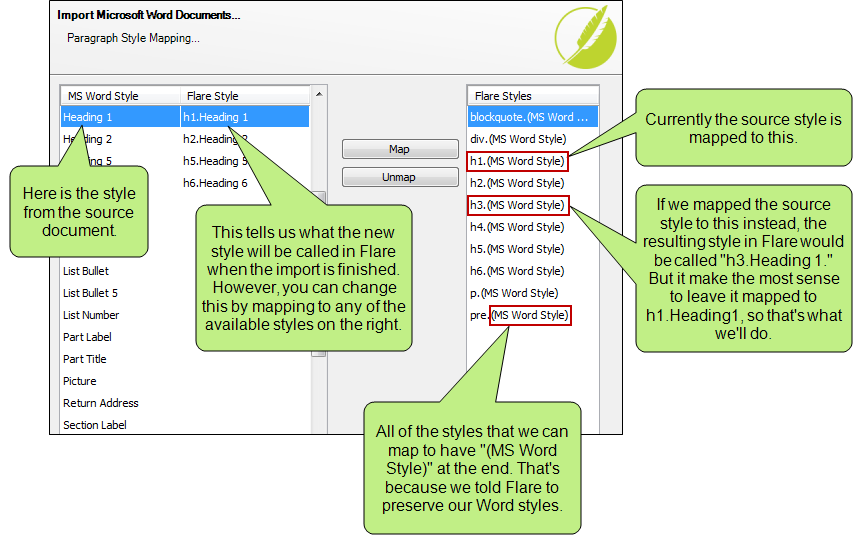 Import Microsoft Word Documents...
Paragraph Style Mapping...
MS Word Style
Flare Style
Heading 1
h1.Heading 1
Heading 2
h2.Heading 2
Heading 5
h5.Heading 5
h6.Heading 6
List Bullet
List Bullet 5
List Number
Part Label
Part Title
Picture
Return Address
Section Label
Map
Unmap
Flare Styles
blockquote.(MS Word ...
div.(MS Word Style)
h1.(MS Word Style)
h2.(MS Word Style)
h3.(MS Word Style)
h4.(MS Word Style)
h5.(MS Word Style)
h6.(MS Word Style)
p.(MS Word Style)
pre.(MS Word Style)
Here is the style
from the source
document.
This tells us what the new
style will be called in Flare
when the import is finished.
However, you can change
this by mapping to any of the
available styles on the right.
Currently the source style is
mapped to this.
If we mapped the source
style to this instead, the
resulting style in Flare would
be called "h3.Heading 1."
But it make the most sense
to leave it mapped to
h1.Heading1, so that's what
we'll do.
All of the styles that we can
map to have "(MS Word
Style)" at the end. That's
because we told Flare to
preserve our Word styles.